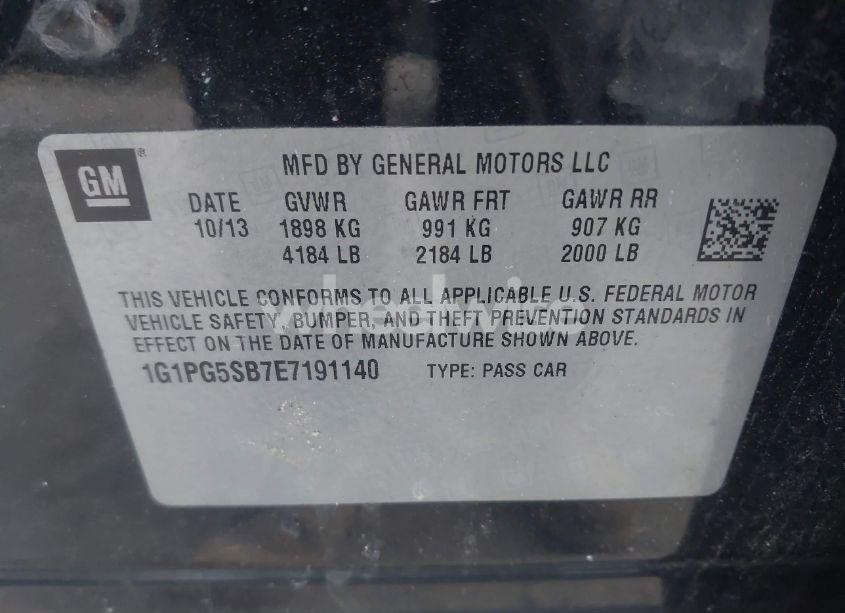 GM
MFD BY GENERAL MOTORS LLC
DATE GVWR GAWR FRT GAWR RR
10/13 1898 KG 991 KG 907 KG
4184 LB 2184 LB 2000 LB
THIS VEHICLE CONFORMS TO ALL APPLICABLE U.S. FEDERAL MOTOR
VEHICLE SAFETY, BUMPER, AND THEFT PREVENTION STANDARDS IN
EFFECT ON THE DATE OF MANUFACTURE SHOWN ABOVE.
1G1PG5SB7E7191140 TYPE: PASS CAR